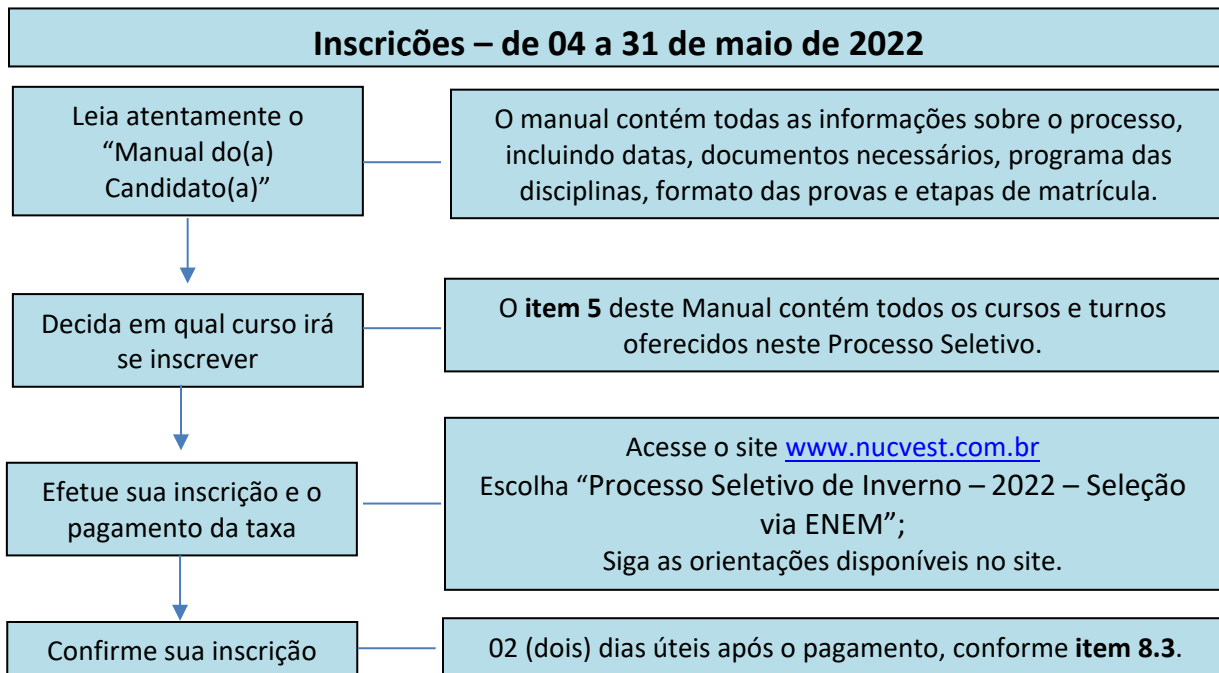 Inscricões – de 04 a 31 de maio de 2022
Leia atentamente o
“Manual do(a)
Candidato(a)”
O manual contém todas as informações sobre o processo,
incluindo datas, documentos necessários, programa das
disciplinas, formato das provas e etapas de matrícula.
Decida em qual curso irá
se inscrever
O item 5 deste Manual contém todos os cursos e turnos
oferecidos neste Processo Seletivo.
Efetue sua inscrição e o
pagamento da taxa
Acesse o site www.nucvest.com.br
Escolha “Processo Seletivo de Inverno – 2022 – Seleção
via ENEM”;
Siga as orientações disponíveis no site.
Confirme sua inscrição
02 (dois) dias úteis após o pagamento, conforme item 8.3.